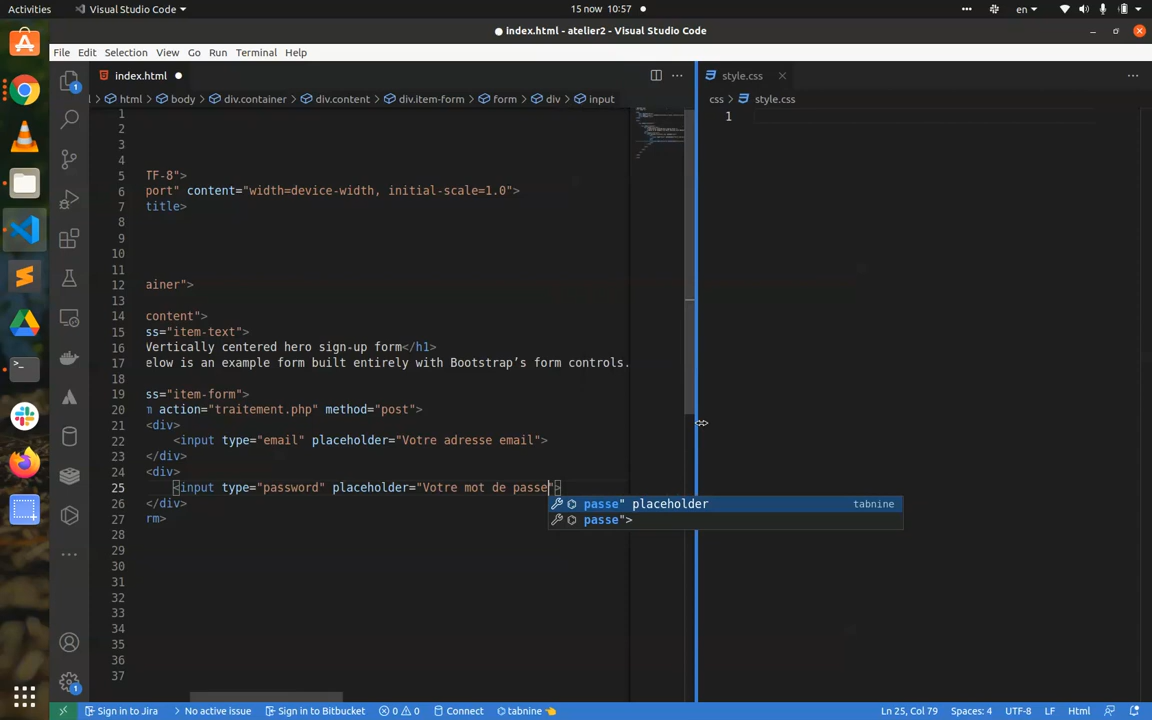 Activities Visual Studio Code 15 now 10:57 en
index.html - atelier2 - Visual Studio Code
File Edit Selection View Go Run Terminal Help
index.html
style.css
html body div.container div.content div.item-form form div input
css style.css
1
2
3
4
5 TF-8">
6 port" content="width=device-width, initial-scale=1.0">
7 title>
8
9
10
11
12 ainer">
13
14 content">
15 ss="item-text">
16 Vertically centered hero sign-up form</h1>
17 elow is an example form built entirely with Bootstrap’s form controls.
18
19 ss="item-form">
20 m action="traitement.php" method="post">
21 <div>
22 <input type="email" placeholder="Votre adresse email">
23 </div>
24 <div>
25 <input type="password" placeholder="Votre mot de passe">
26 </div>
27 rm>
28
29
30
31
32
33
34
35
36
37
passe" placeholder tabnine
passe">
1
1
1
Sign in to Jira No active issue Sign in to Bitbucket 0 0 Connect tabnine Ln 25, Col 79 Spaces: 4 UTF-8 LF Html